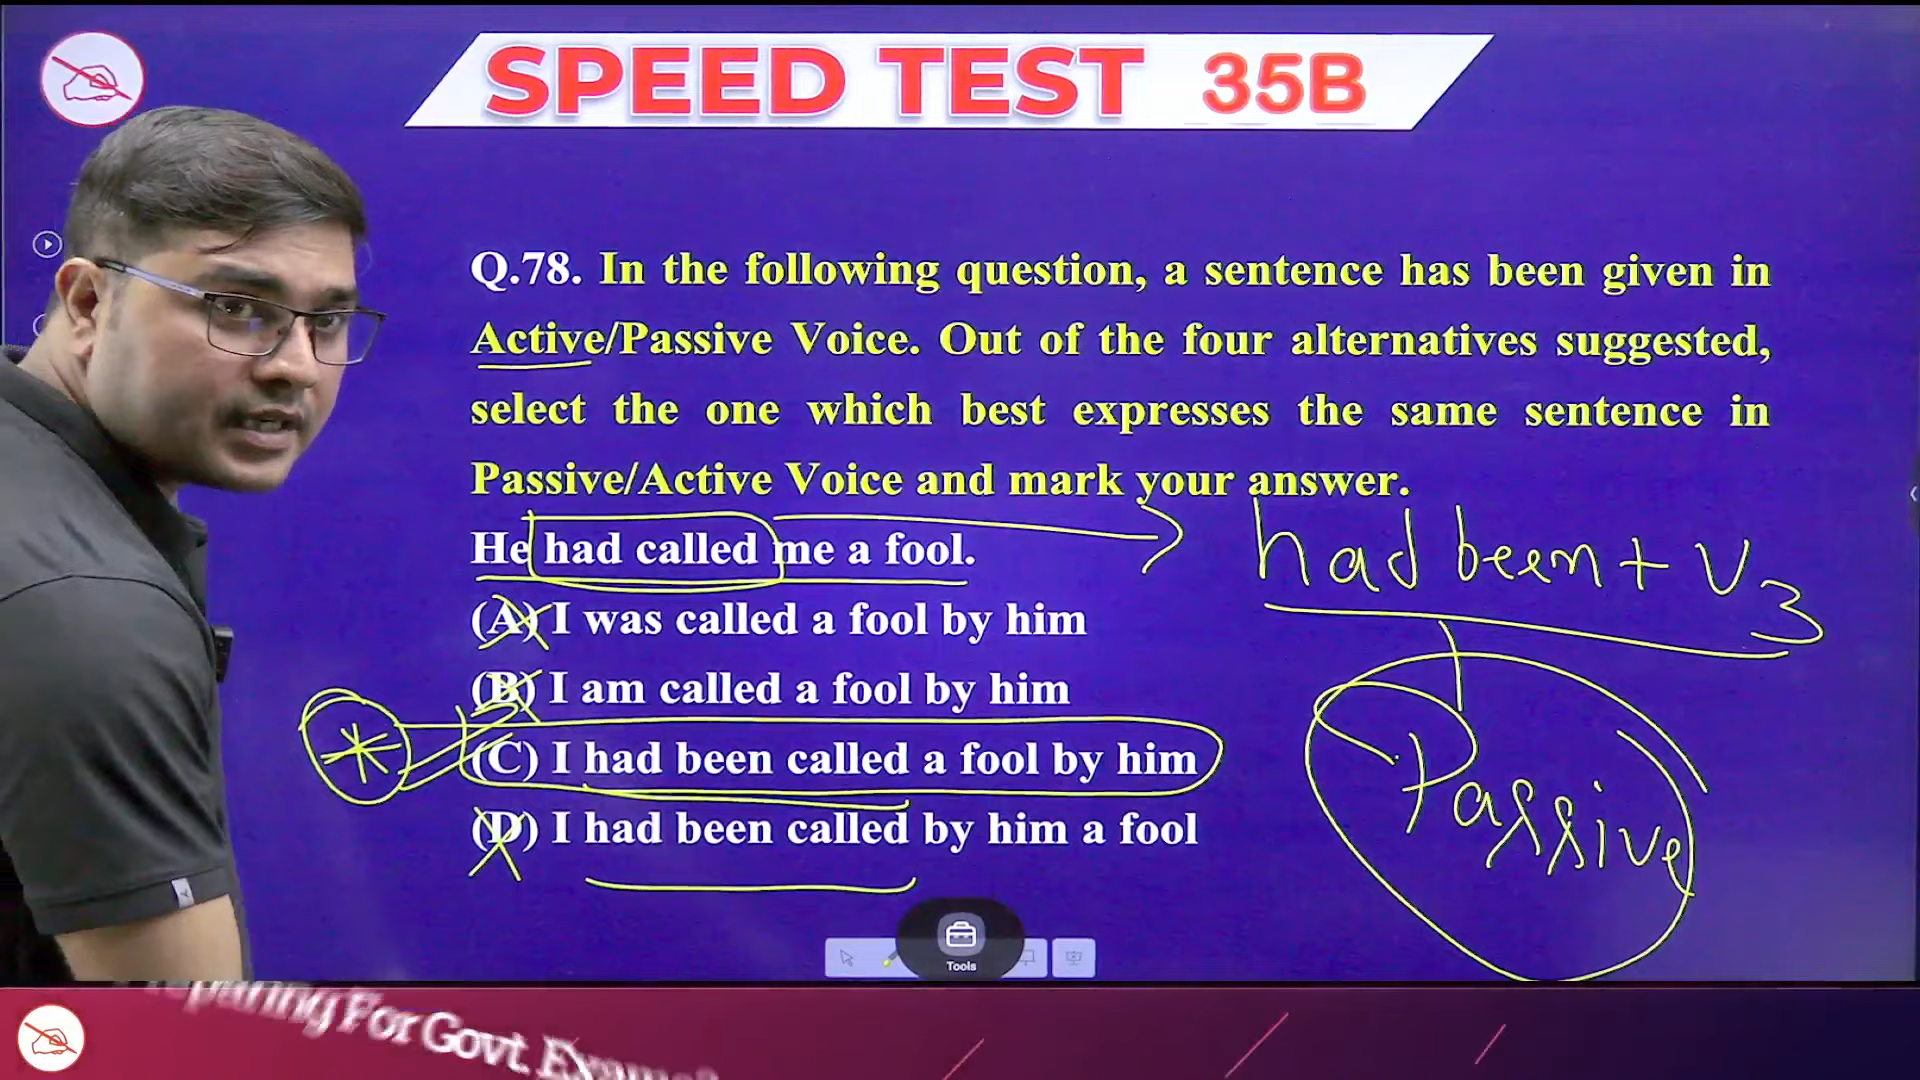 SPEED TEST 35B
Q.78. In the following question, a sentence has been given in
Active/Passive Voice. Out of the four alternatives suggested,
select the one which best expresses the same sentence in
Passive/Active Voice and mark your answer.
He had called me a fool.
had been + V3
(A) I was called a fool by him
(B) I am called a fool by him
(C) I had been called a fool by him
(D) I had been called by him a fool
Passive
Tools
Preparing For Govt. Exams?